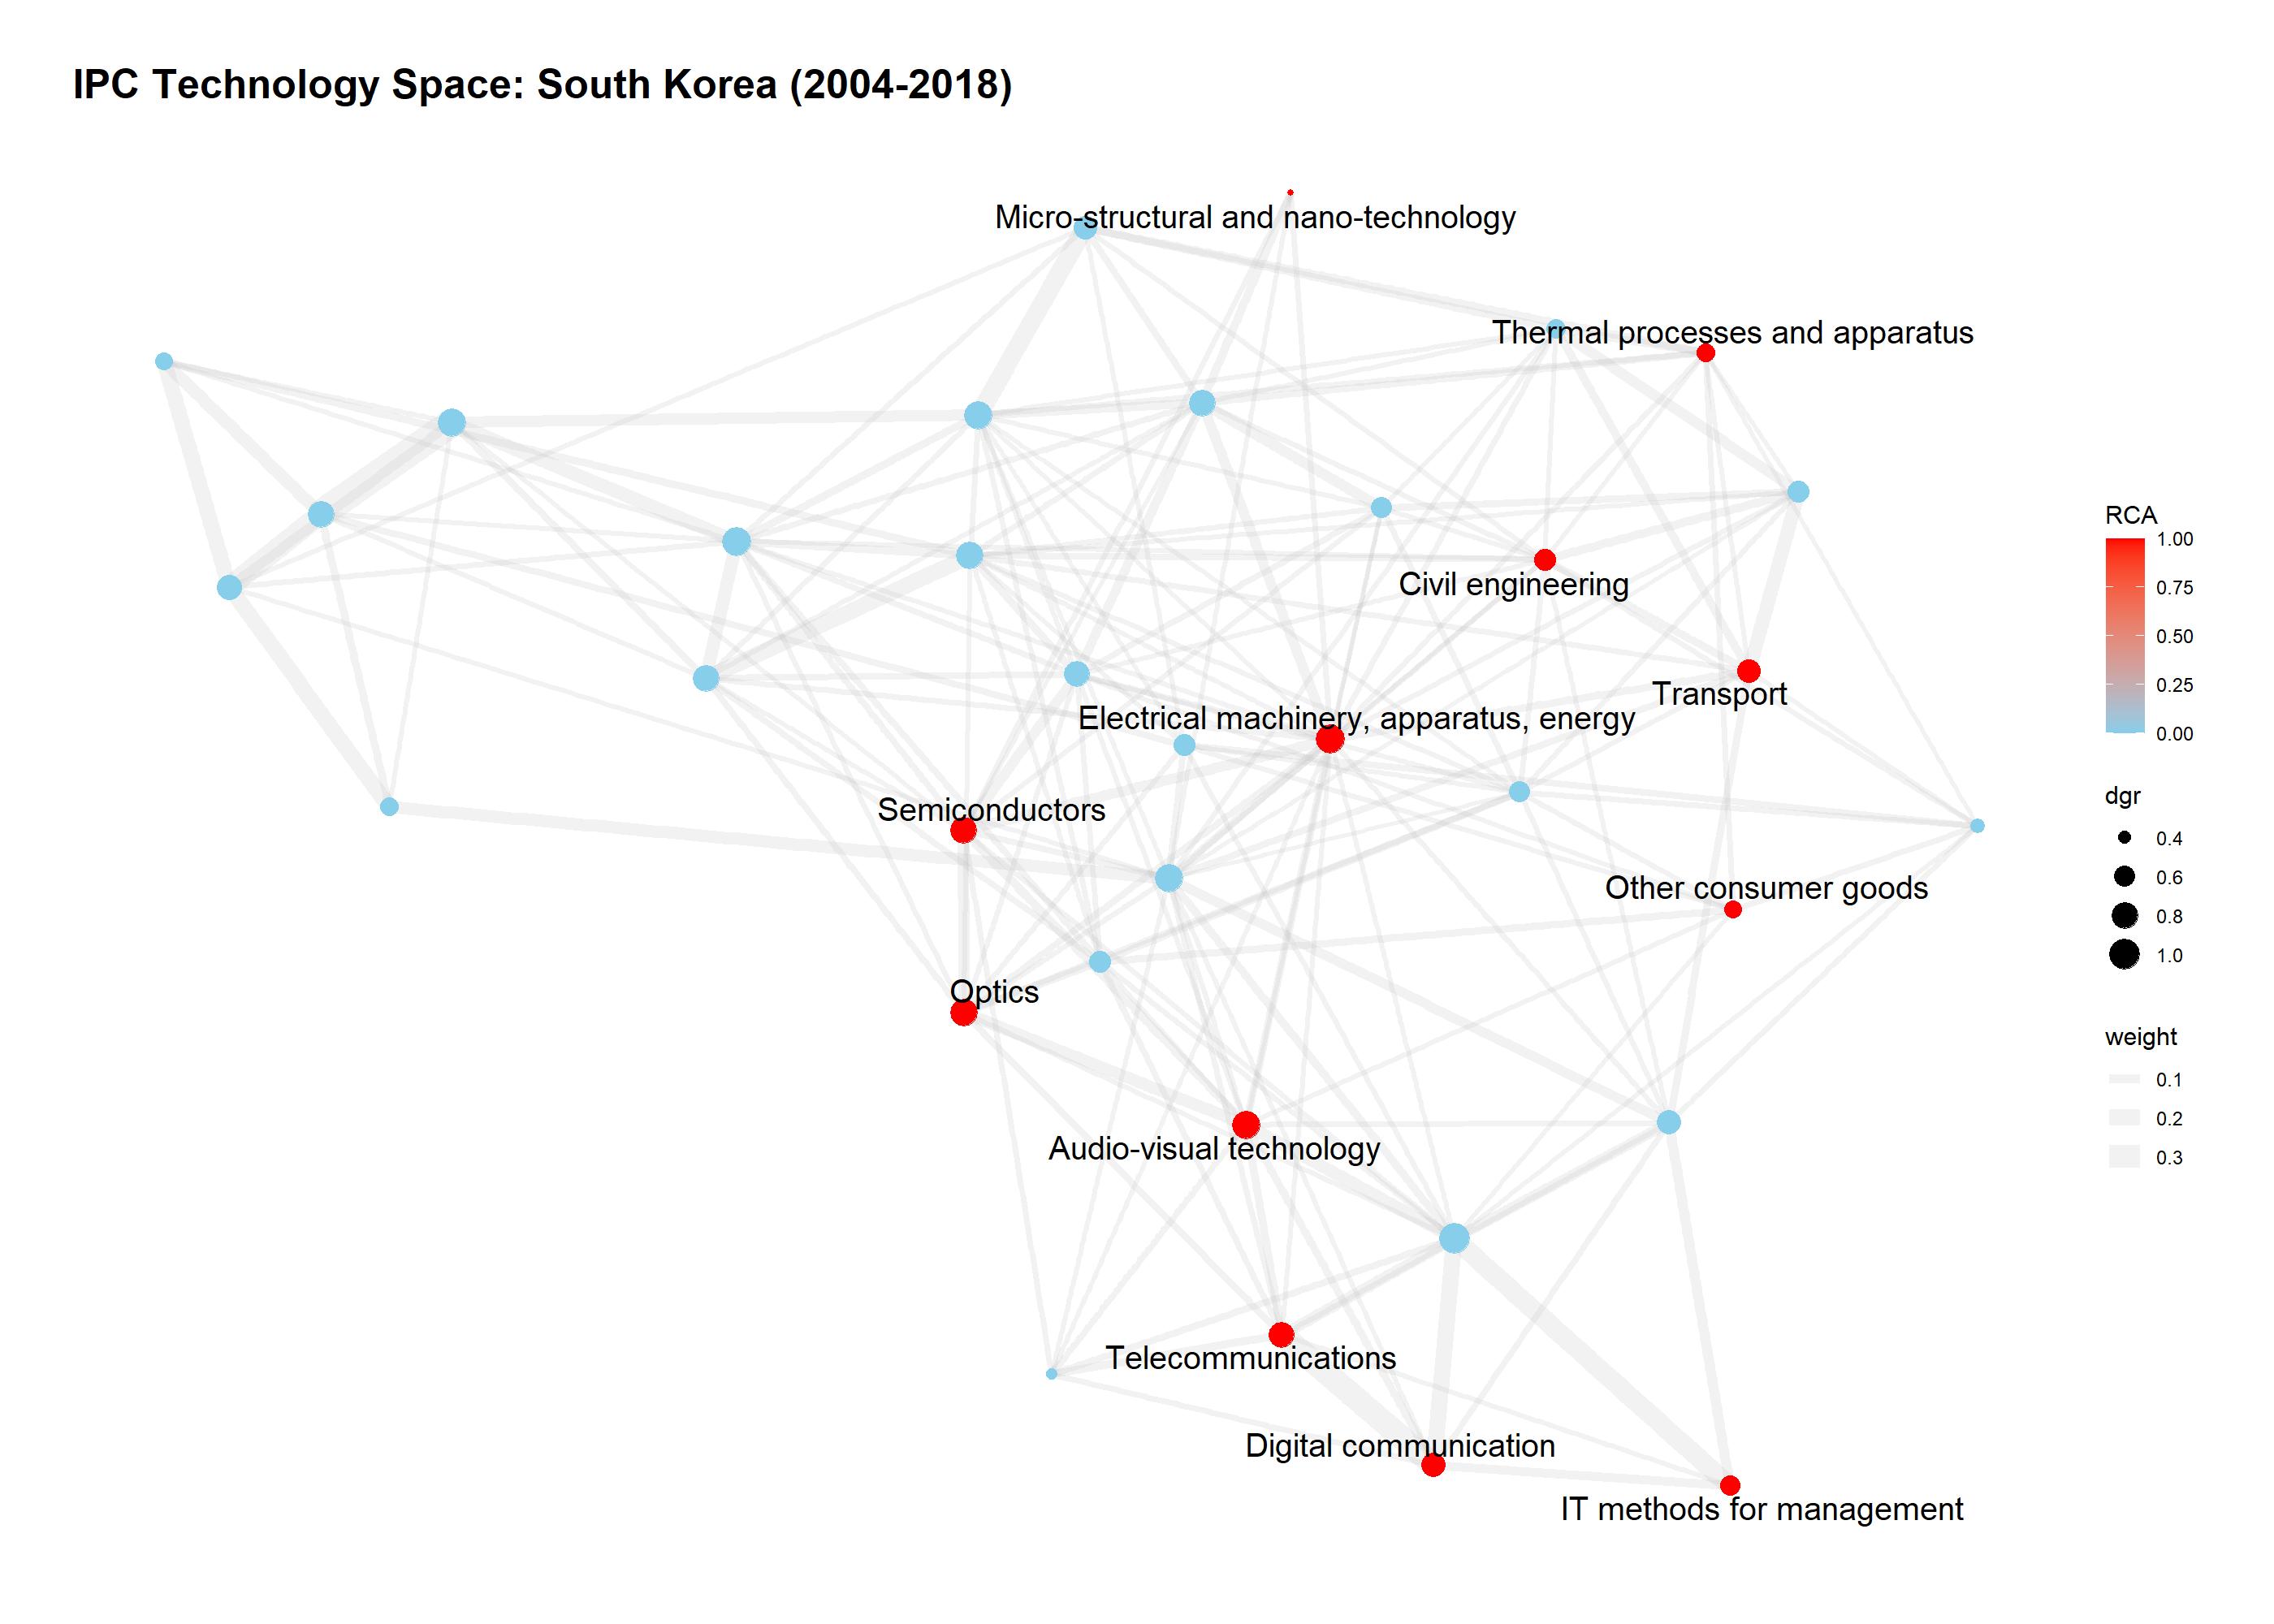 IPC Technology Space: South Korea (2004-2018)
Micro-structural and nano-technology
Thermal processes and apparatus
Civil engineering
Transport
Electrical machinery, apparatus, energy
Semiconductors
Other consumer goods
Optics
Audio-visual technology
Telecommunications
Digital communication
IT methods for management
RCA
1.00
0.75
0.50
0.25
0.00
dgr
0.4
0.6
0.8
1.0
weight
0.1
0.2
0.3